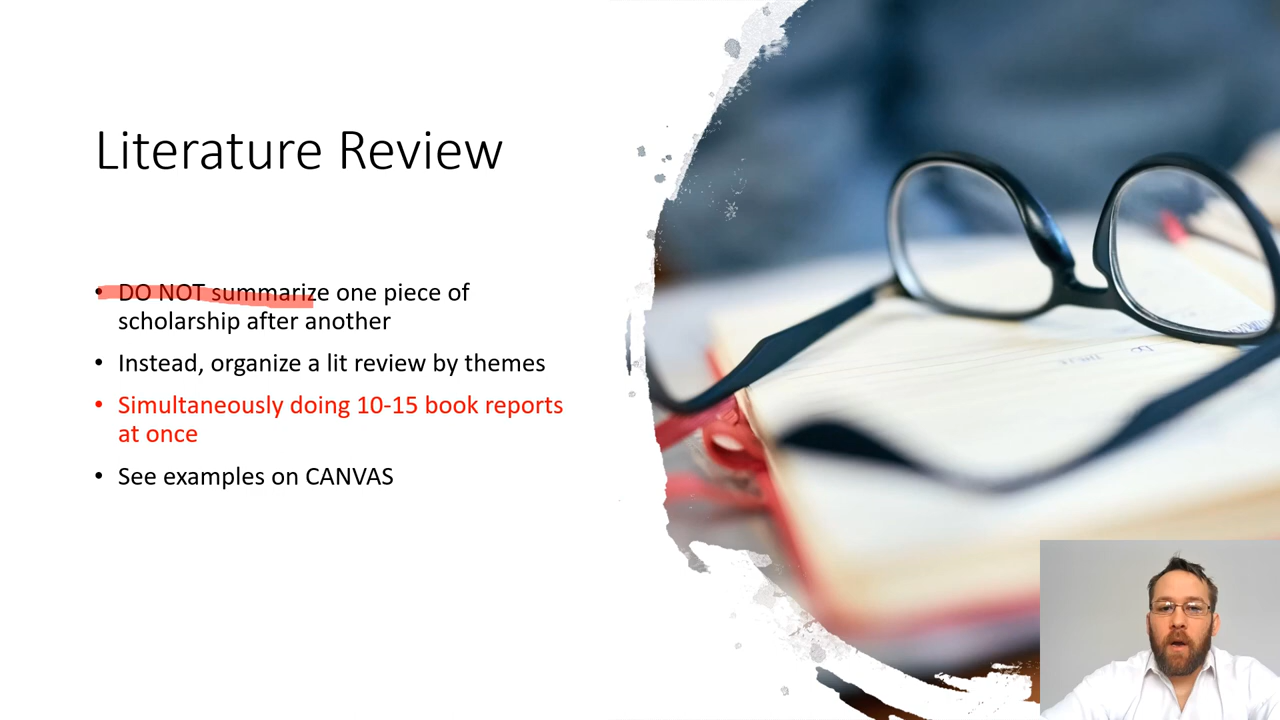 Literature Review
• DO NOT summarize one piece of
scholarship after another
• Instead, organize a lit review by themes
• Simultaneously doing 10-15 book reports
at once
• See examples on CANVAS